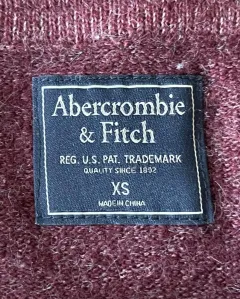 Abercrombie
& Fitch
REG. U.S. PAT. TRADEMARK
QUALITY SINCE 1892
XS
MADE IN CHINA